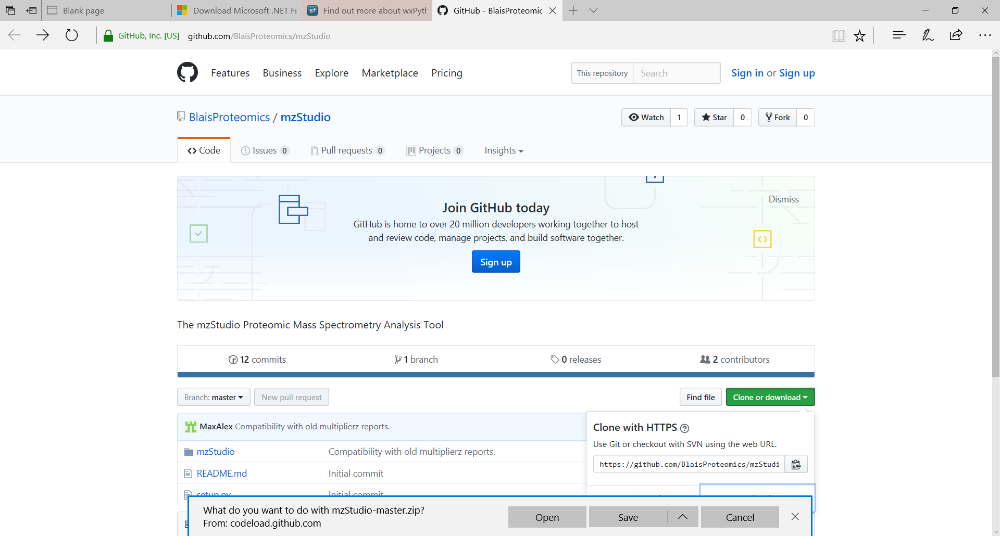 Blank page
Download Microsoft .NET Fr
Find out more about wxPyth
GitHub - BlaisProteomic
GitHub, Inc. [US] github.com/BlaisProteomics/mzStudio
Features Business Explore Marketplace Pricing
This repository Search
Sign in or Sign up
BlaisProteomics / mzStudio
Watch 1 Star 0 Fork 0
Code Issues 0 Pull requests 0 Projects 0 Insights
Dismiss
Join GitHub today
GitHub is home to over 20 million developers working together to host
and review code, manage projects, and build software together.
Sign up
The mzStudio Proteomic Mass Spectrometry Analysis Tool
12 commits 1 branch 0 releases 2 contributors
Branch: master New pull request Find file Clone or download
MaxAlex Compatibility with old multiplierz reports.
mzStudio Compatibility with old multiplierz reports.
README.md Initial commit
setup.py Initial commit
Clone with HTTPS
Use Git or checkout with SVN using the web URL.
https://github.com/BlaisProteomics/mzStudi
What do you want to do with mzStudio-master.zip?
From: codeload.github.com
Open Save Cancel